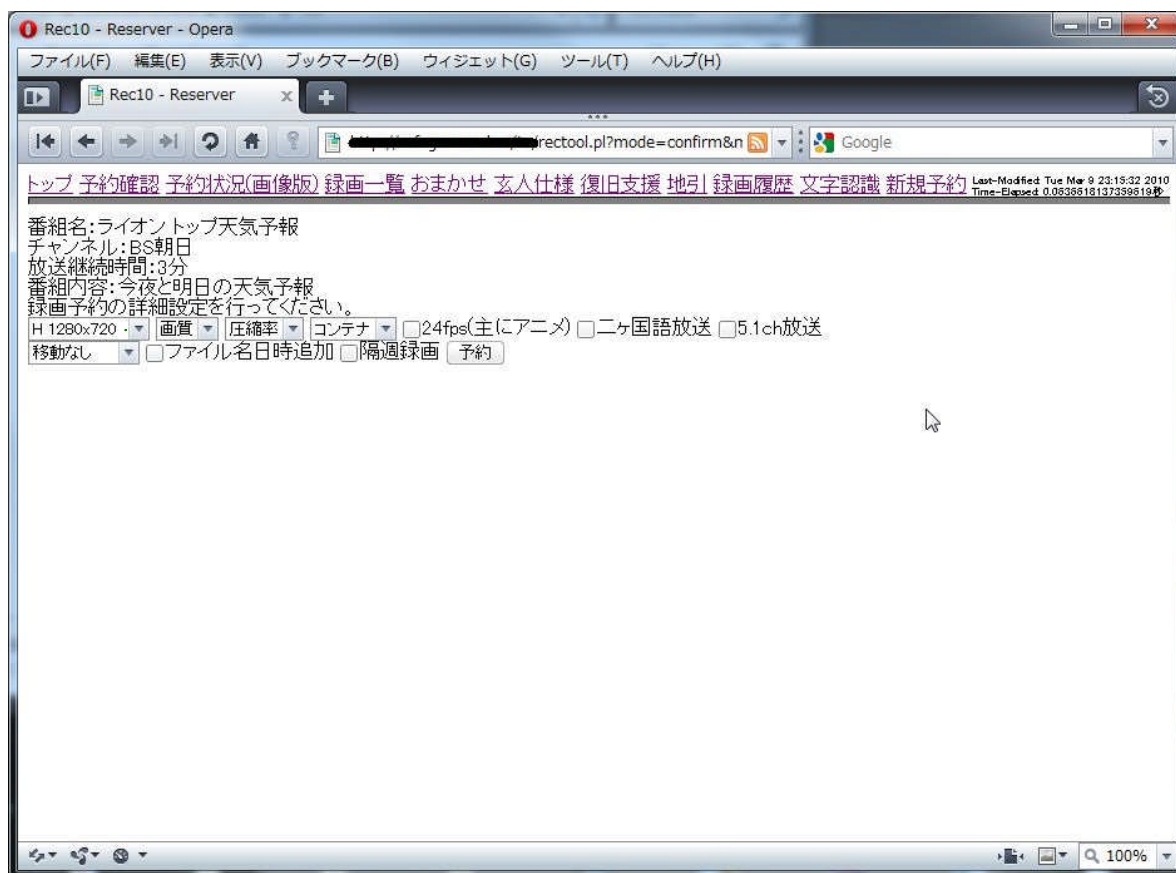 Rec10 - Reserver - Opera
ファイル(F) 編集(E) 表示(V) ブックマーク(B) ウィジェット(G) ツール(T) ヘルプ(H)
Rec10 - Reserver
rectool.pl?mode=confirm&n Google
トップ 予約確認 予約状況(画像版) 録画一覧 おまかせ 玄人仕様 復旧支援 地引 録画履歴 文字認識 新規予約 Last-Modified: Tue Mar 9 23:15:32 2010
番組名:ライオントップ天気予報
チャンネル:BS朝日
放送継続時間:3分
番組内容:今夜と明日の天気予報
録画予約の詳細設定を行ってください。
H 1280x720 画質 圧縮率 コンテナ 24fps(主にアニメ) 二ヶ国語放送 5.1ch放送
移動なし ファイル名日時追加 隔週録画 予約
100%